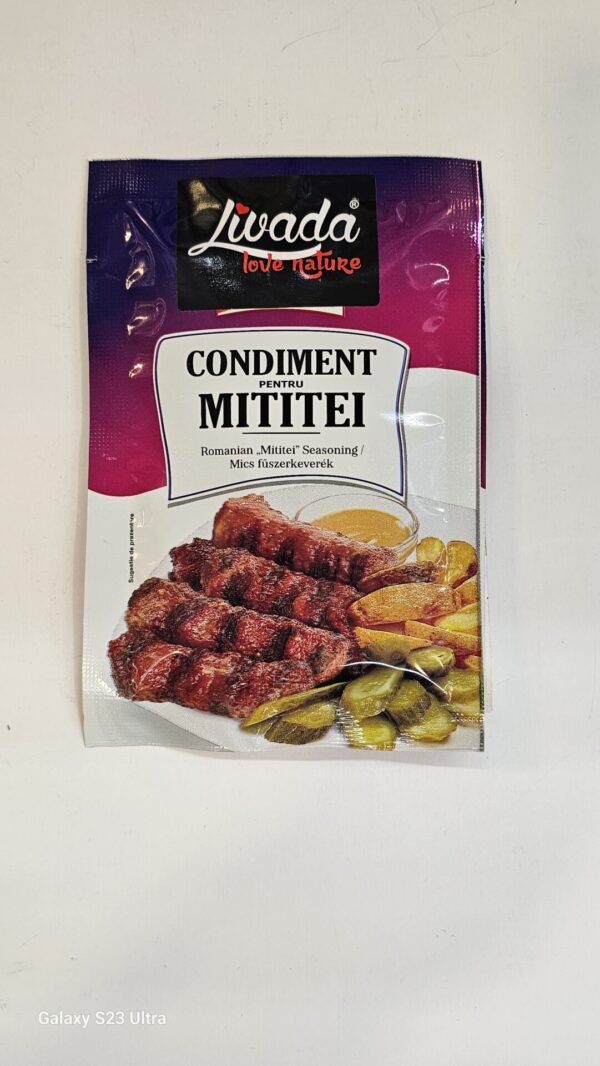 Livada®
love nature
CONDIMENT
PENTRU
MITITEI
Romanian „Mititei” Seasoning /
Mics fűszerkeverék
Sugestie de prezentare
Galaxy S23 Ultra